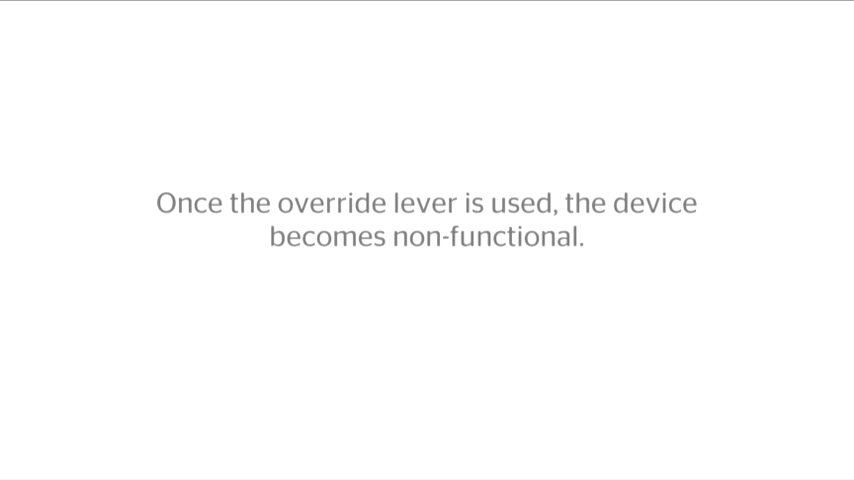 Once the override lever is used, the device
becomes non-functional.